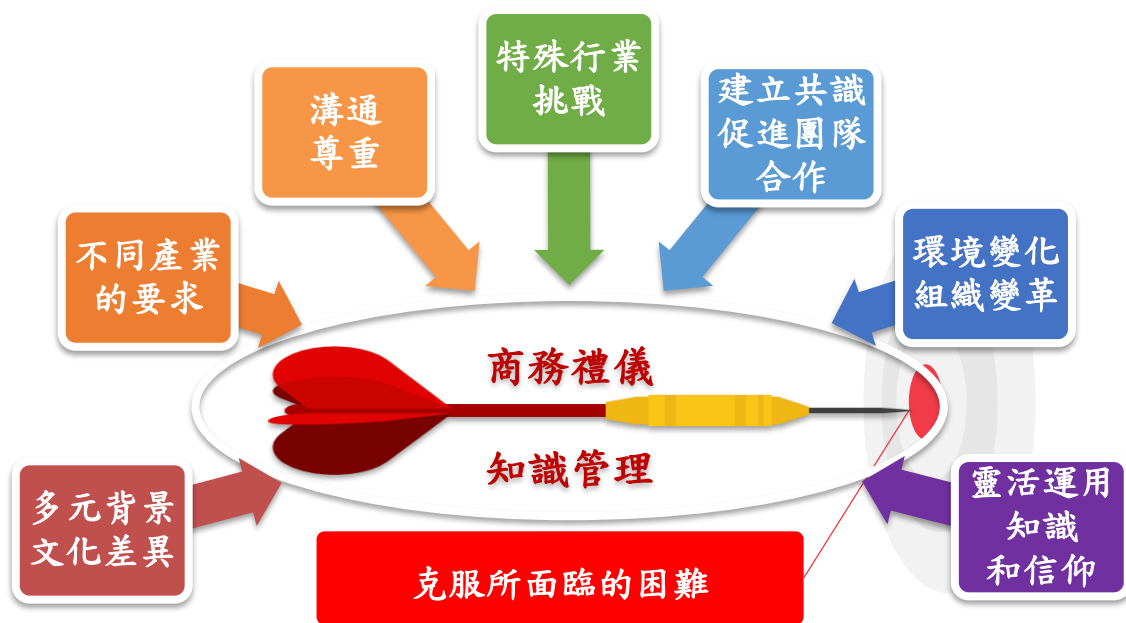 特殊行業
挑戰
溝通
尊重
建立共識
促進團隊
合作
不同產業
的要求
環境變化
組織變革
商務禮儀
知識管理
多元背景
文化差異
靈活運用
知識
和信仰
克服所面臨的困難